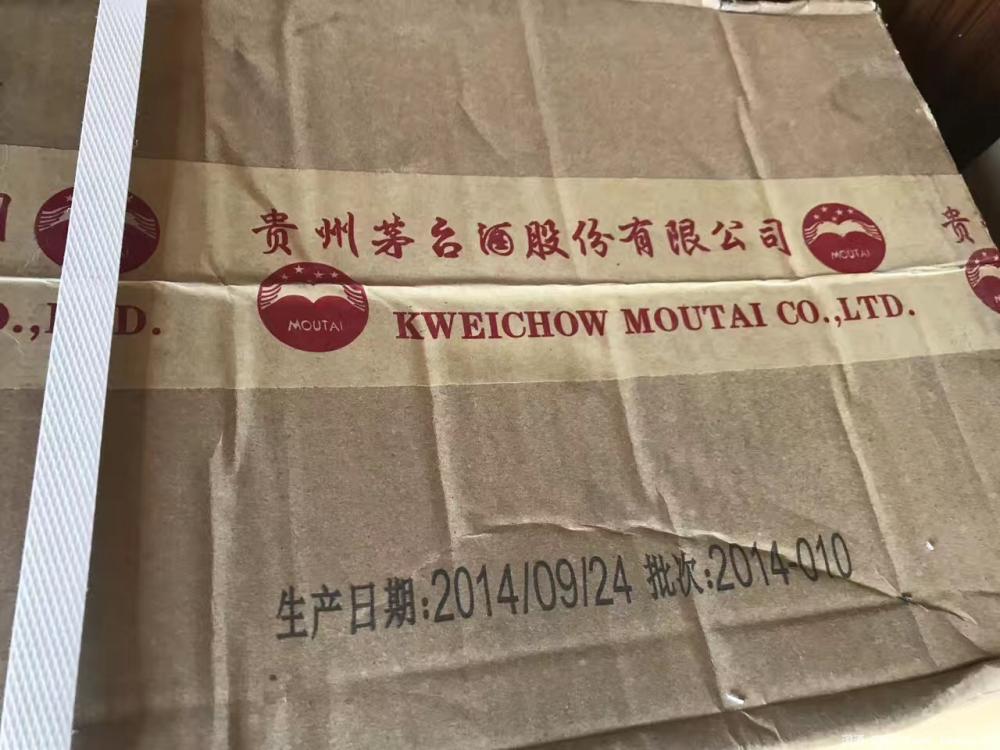 贵州茅台酒股份有限公司
MOUTAI
贵
MOUTAI
KWEICHOW MOUTAI CO.,LTD.
生产日期:2014/09/24 批次:2014-010